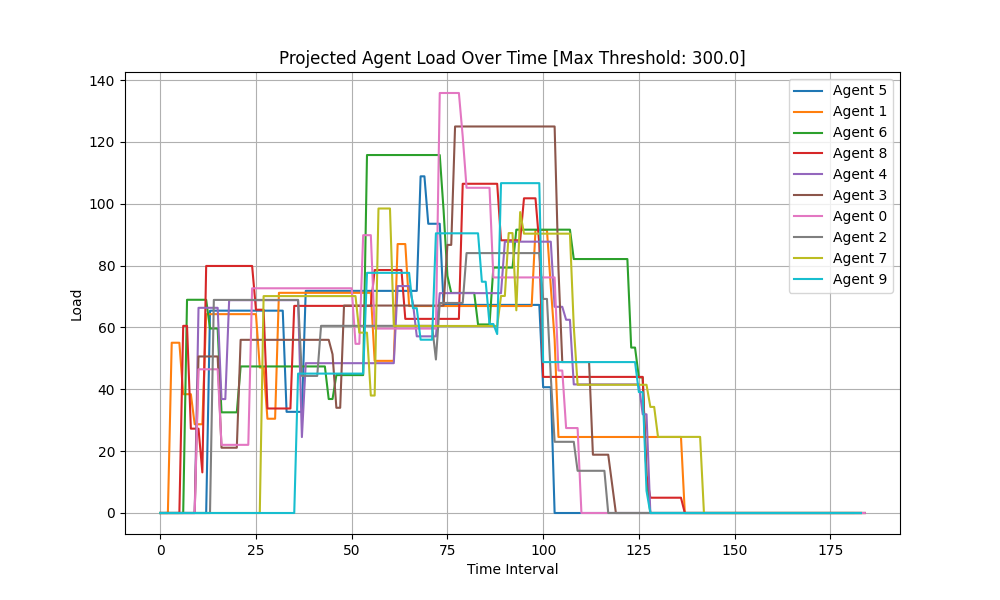 Projected Agent Load Over Time [Max Threshold: 300.0]
Load
140
120
100
80
60
40
20
0
0 25 50 75 100 125 150 175
Time Interval
Agent 5
Agent 1
Agent 6
Agent 8
Agent 4
Agent 3
Agent 0
Agent 2
Agent 7
Agent 9